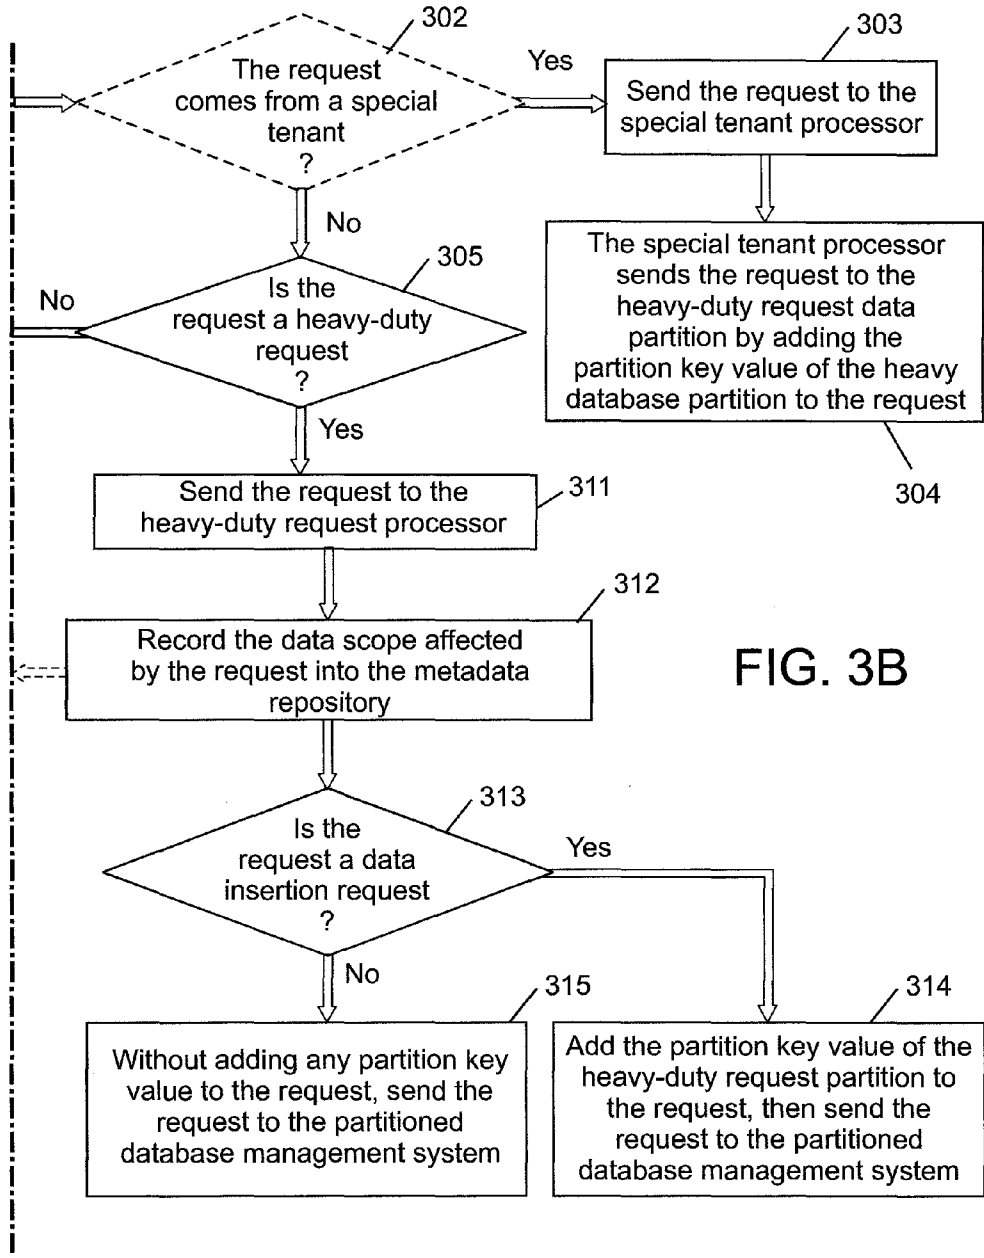 302
The request
comes from a special
tenant
?
Yes
303
Send the request to the
special tenant processor
No
305
Is the
request a heavy-duty
request
?
No
The special tenant processor
sends the request to the
heavy-duty request data
partition by adding the
partition key value of the heavy
database partition to the request
304
Yes
Send the request to the
heavy-duty request processor
311
312
Record the data scope affected
by the request into the metadata
repository
FIG. 3B
313
Is the
request a data
insertion request
?
Yes
No
315
Without adding any partition key
value to the request, send the
request to the partitioned
database management system
314
Add the partition key value of the
heavy-duty request partition to
the request, then send the
request to the partitioned
database management system